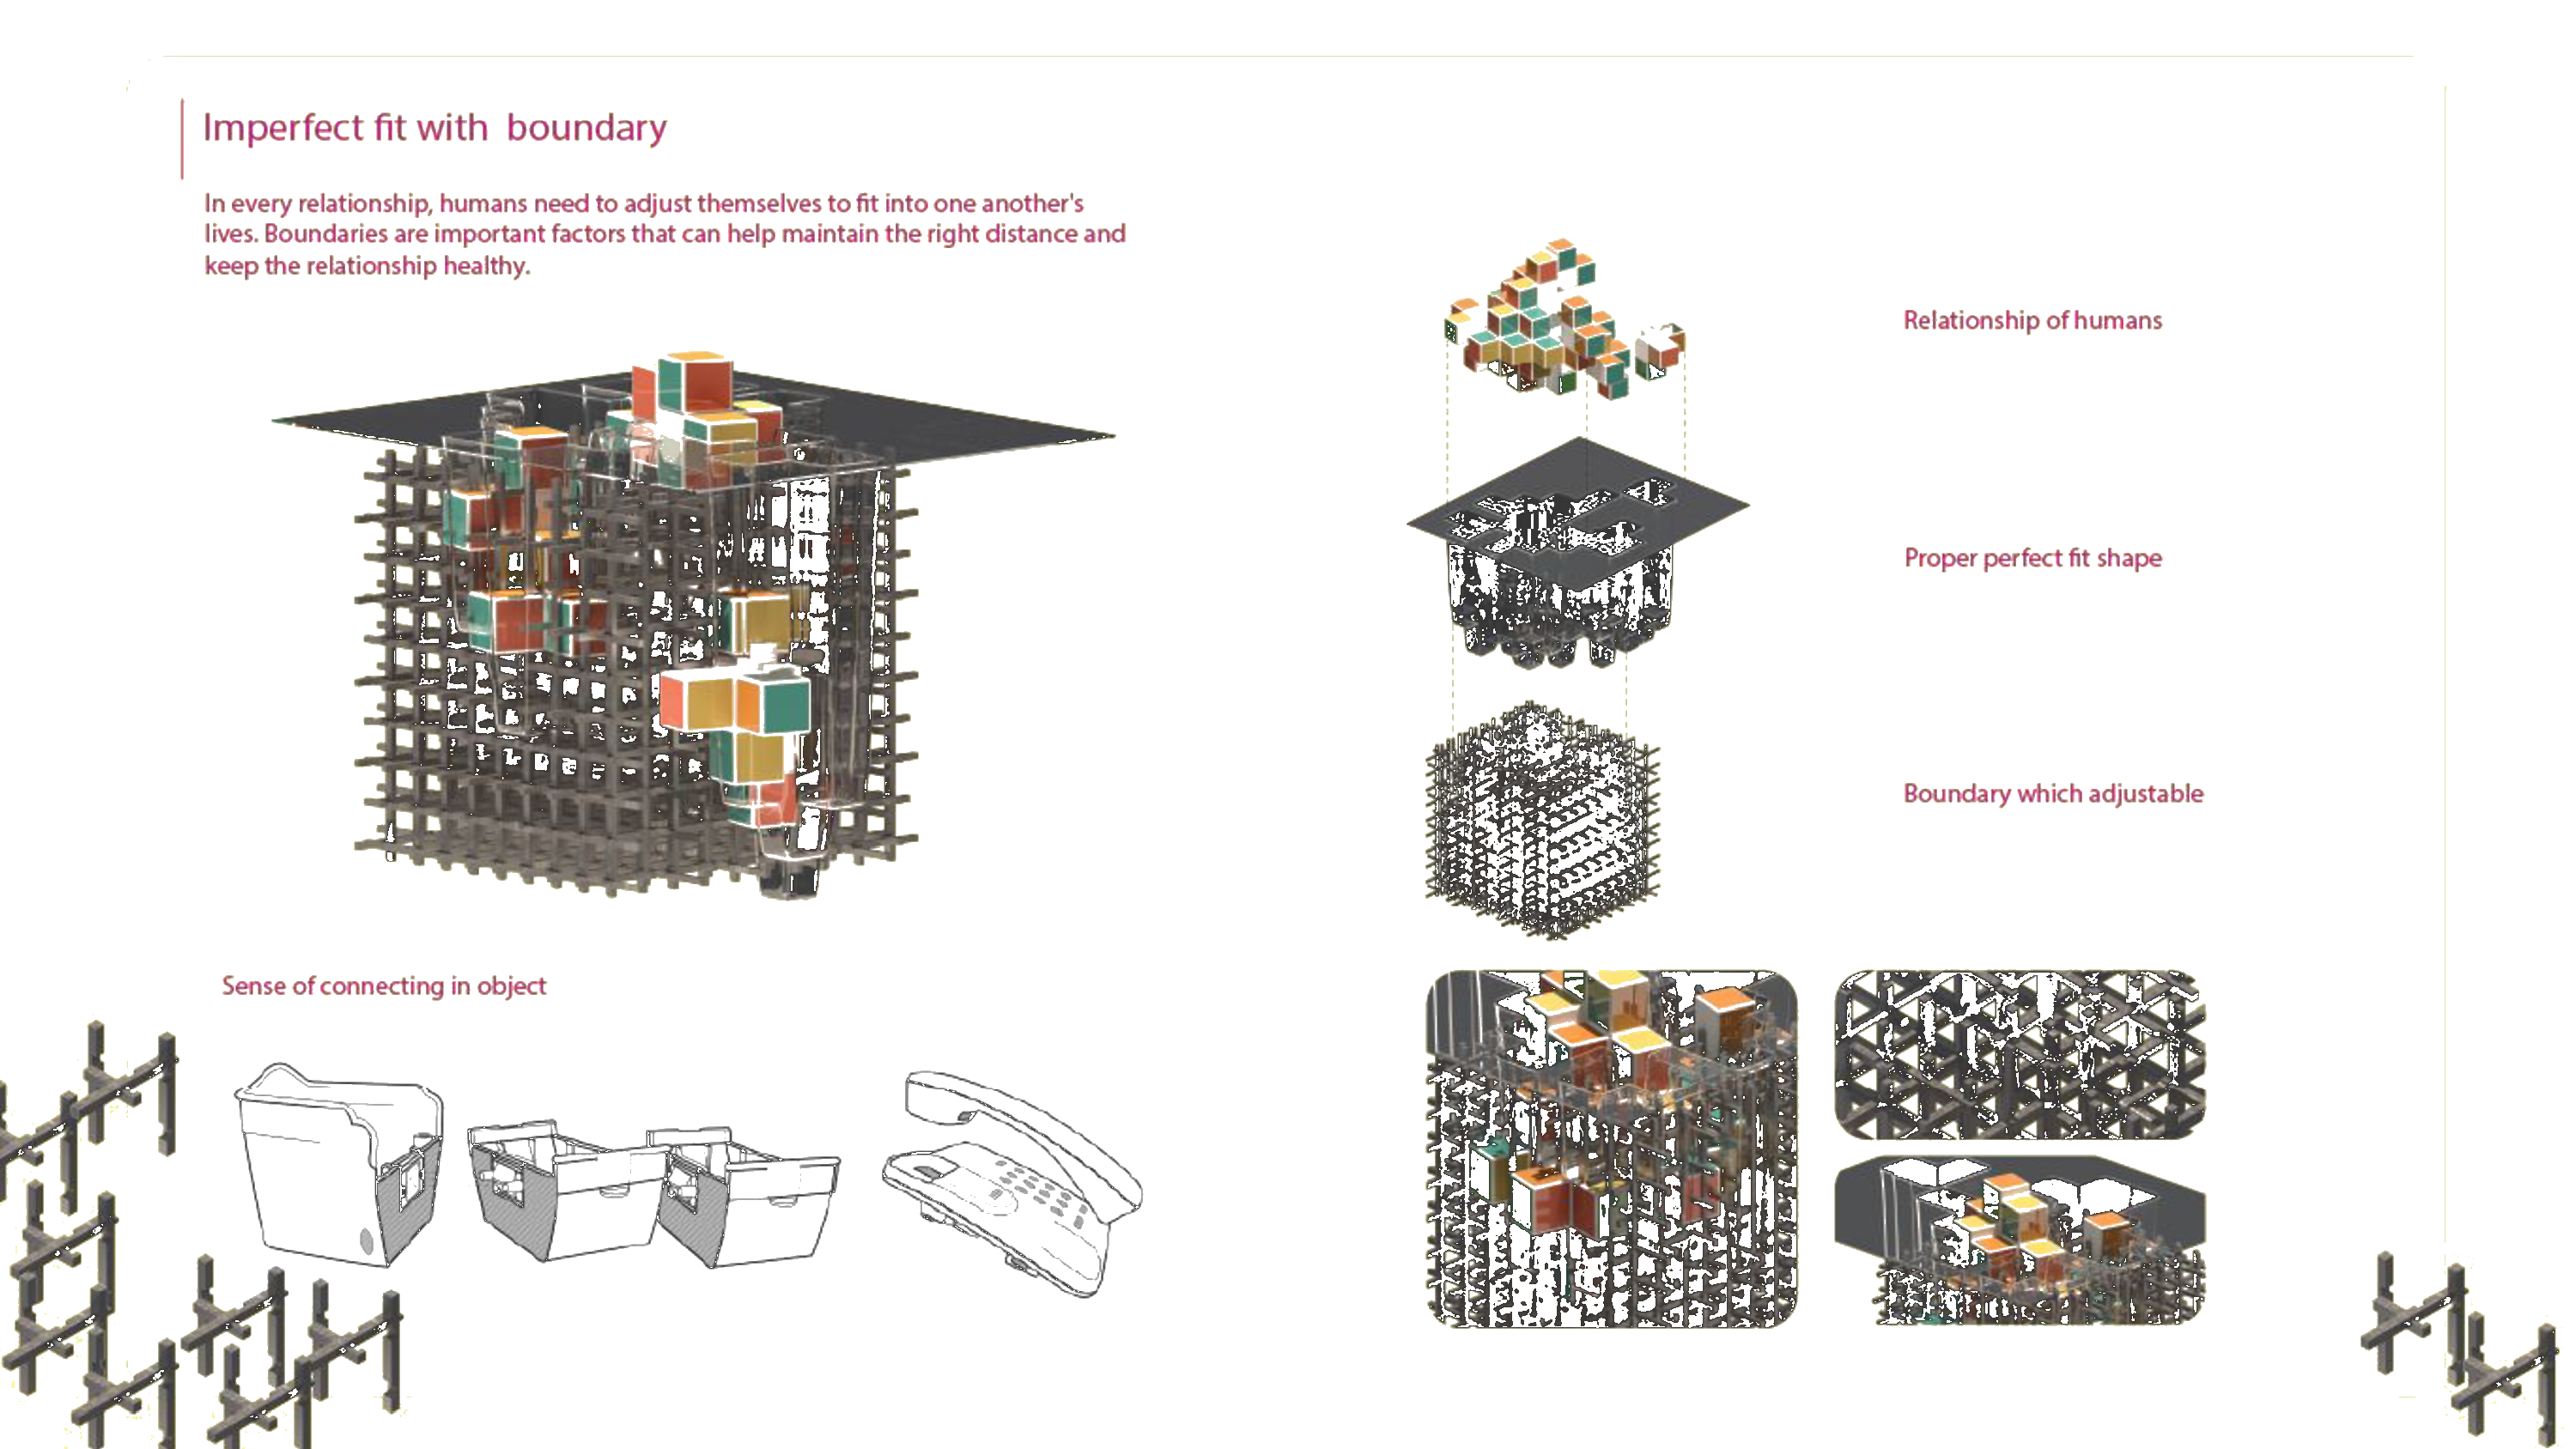 Imperfect fit with boundary
In every relationship, humans need to adjust themselves to fit into one another's
lives. Boundaries are important factors that can help maintain the right distance and
keep the relationship healthy.
Relationship of humans
Proper perfect fit shape
Boundary which adjustable
Sense of connecting in object